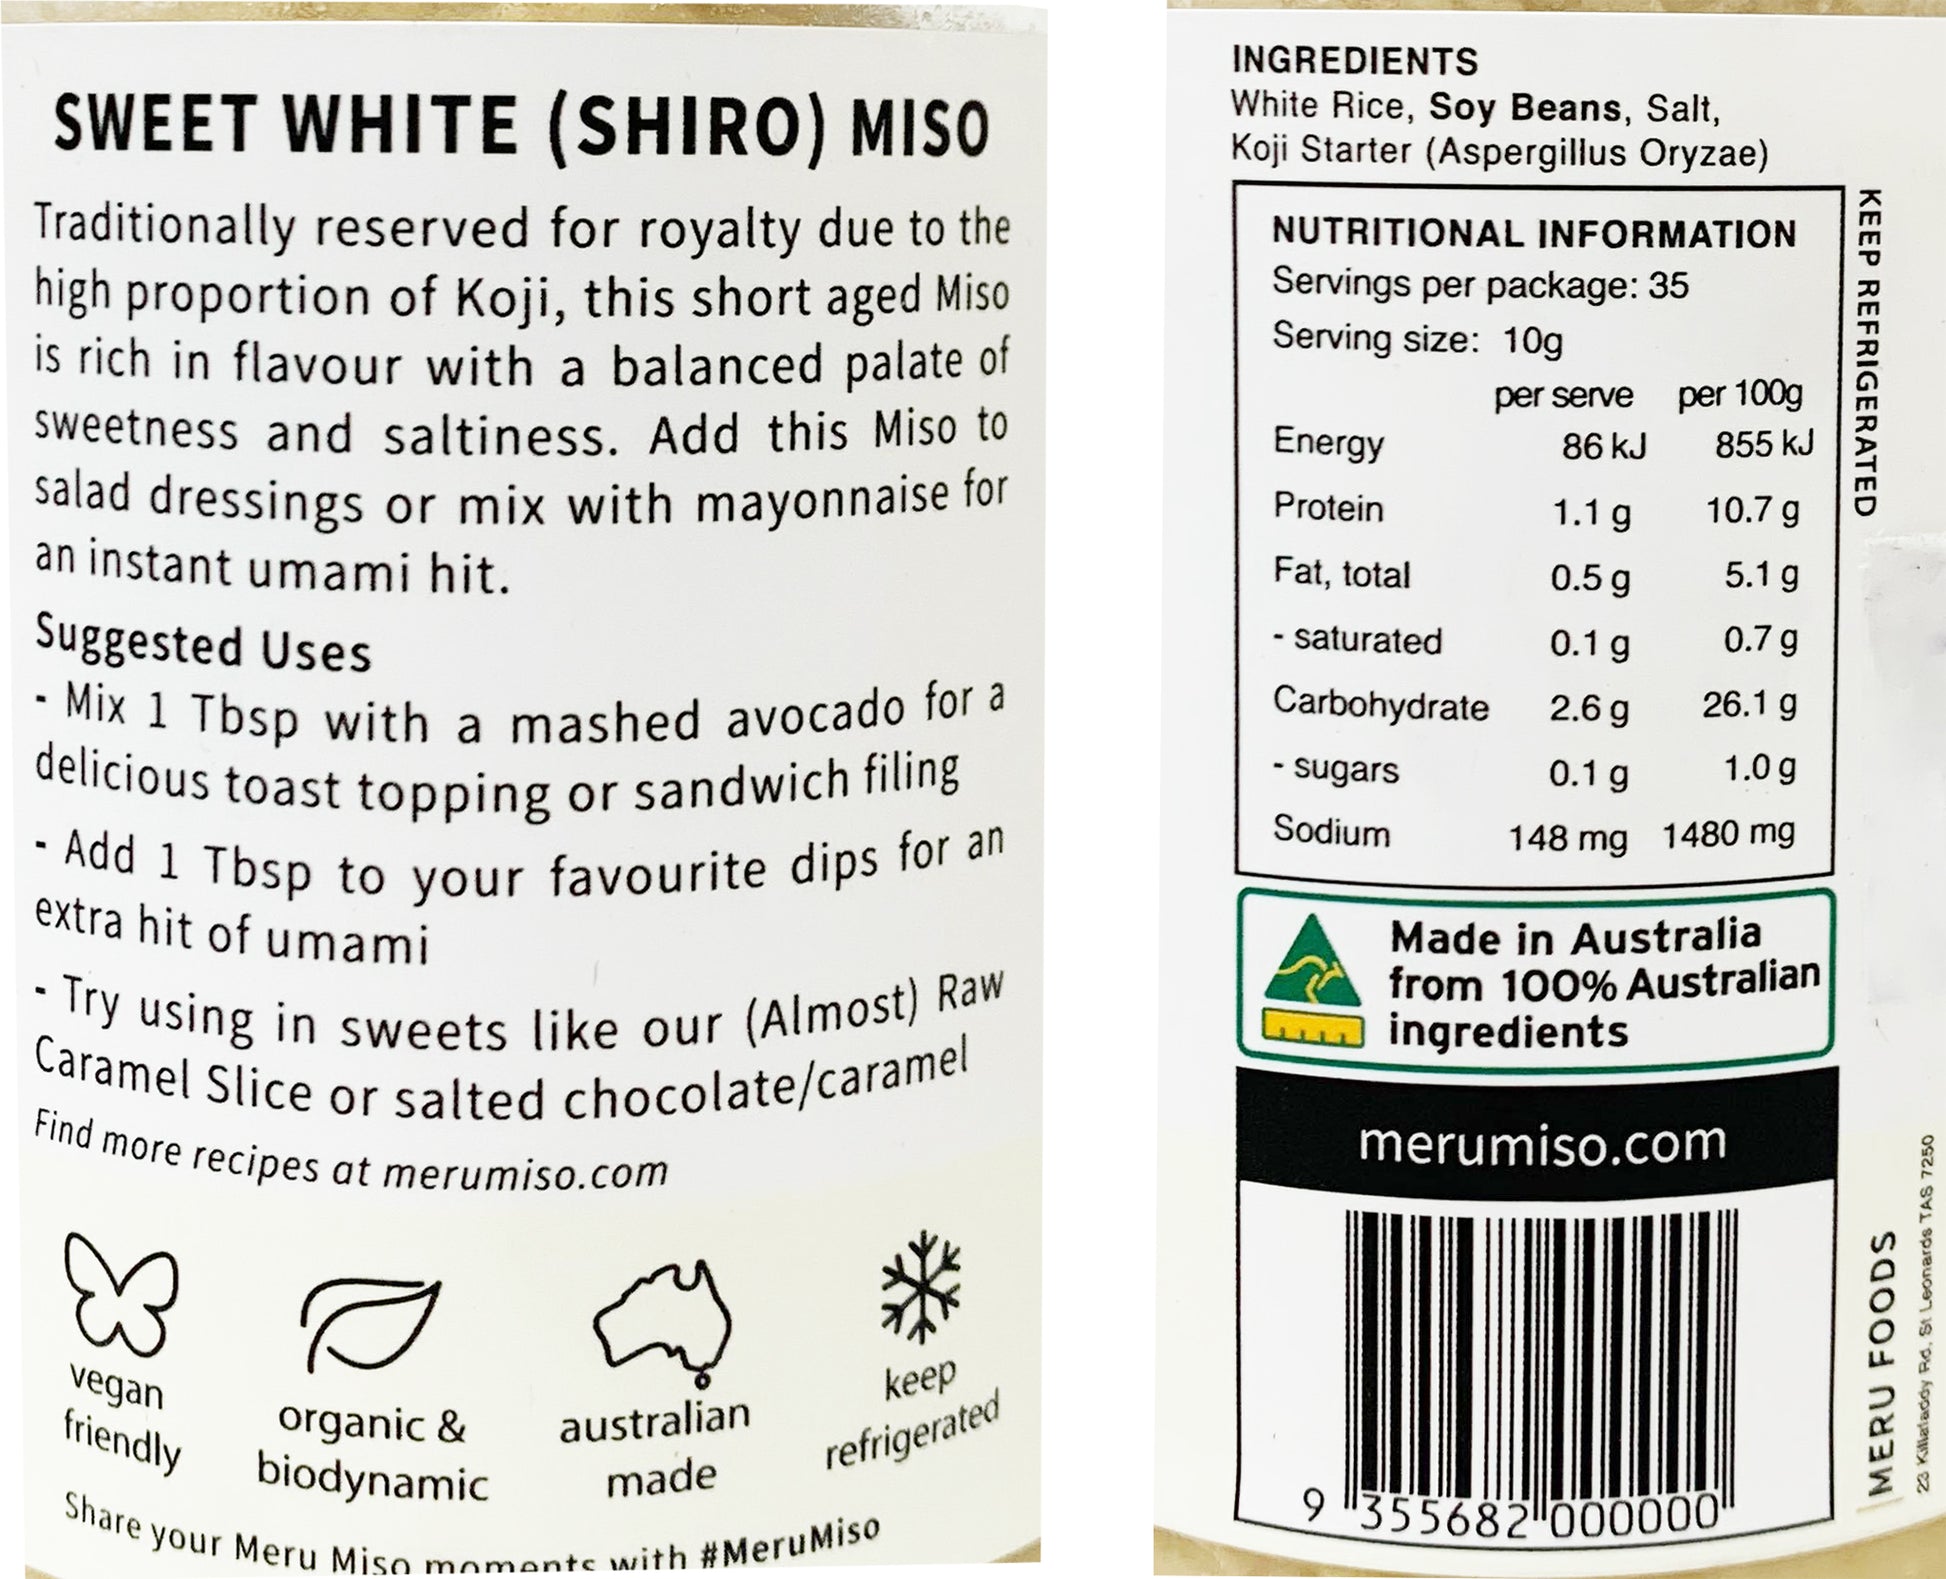 SWEET WHITE (SHIRO) MISO
Traditionally reserved for royalty due to the
high proportion of Koji, this short aged Miso
is rich in flavour with a balanced palate of
sweetness and saltiness. Add this Miso to
salad dressings or mix with mayonnaise for
an instant umami hit.
Suggested Uses
- Mix 1 Tbsp with a mashed avocado for a
delicious toast topping or sandwich filing
- Add 1 Tbsp to your favourite dips for an
extra hit of umami
- Try using in sweets like our (Almost) Raw
Caramel Slice or salted chocolate/caramel
Find more recipes at merumiso.com
vegan
friendly
organic &
biodynamic
australian
made
keep
refrigerated
Share your Meru Miso moments with #MeruMiso
INGREDIENTS
White Rice, Soy Beans, Salt,
Koji Starter (Aspergillus Oryzae)
NUTRITIONAL INFORMATION
Servings per package: 35
Serving size: 10g
per serve per 100g
Energy 86 kJ 855 kJ
Protein 1.1 g 10.7 g
Fat, total 0.5 g 5.1 g
- saturated 0.1 g 0.7 g
Carbohydrate 2.6 g 26.1 g
- sugars 0.1 g 1.0 g
Sodium 148 mg 1480 mg
KEEP REFRIGERATED
Made in Australia
from 100% Australian
ingredients
merumiso.com
9 355682 000000
MERU FOODS
23 Killafaddy Rd, St Leonards TAS 7250